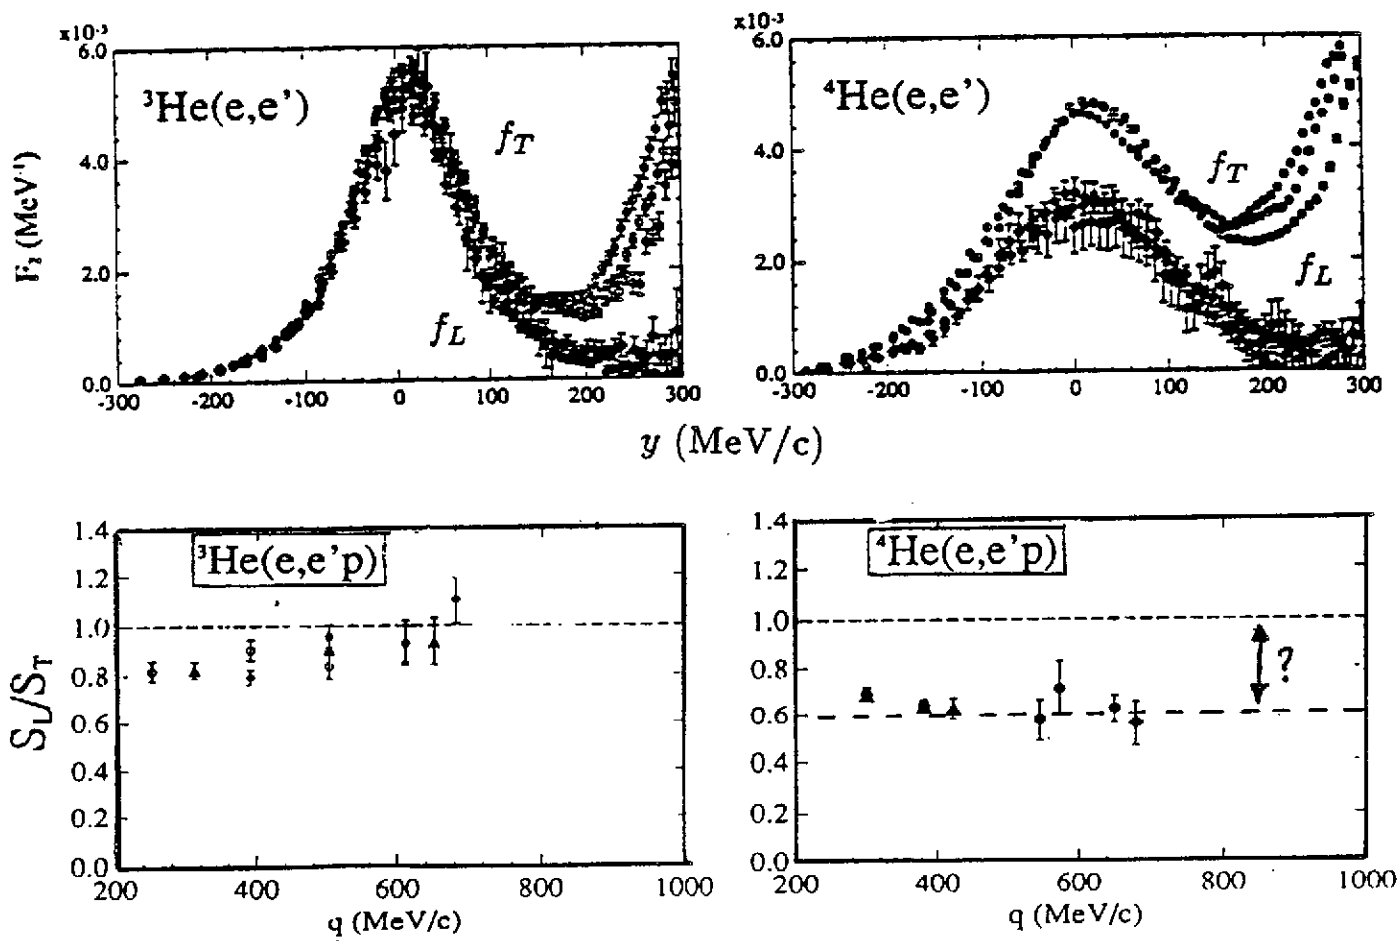 x10⁻³
6.0
4.0
2.0
0.0
F₂ (MeV⁻¹)
³He(e,e')
f_T
f_L
-300 -200 -100 0 100 200 300
x10⁻³
6.0
4.0
2.0
0.0
⁴He(e,e')
f_T
f_L
-300 -200 -100 0 100 200 300
y (MeV/c)
1.4
1.2
1.0
0.8
0.6
0.4
0.2
0.0
S_L/S_T
³He(e,e'p)
200 400 600 800 1000
q (MeV/c)
1.4
1.2
1.0
0.8
0.6
0.4
0.2
0.0
⁴He(e,e'p)
?
200 400 600 800 1000
q (MeV/c)